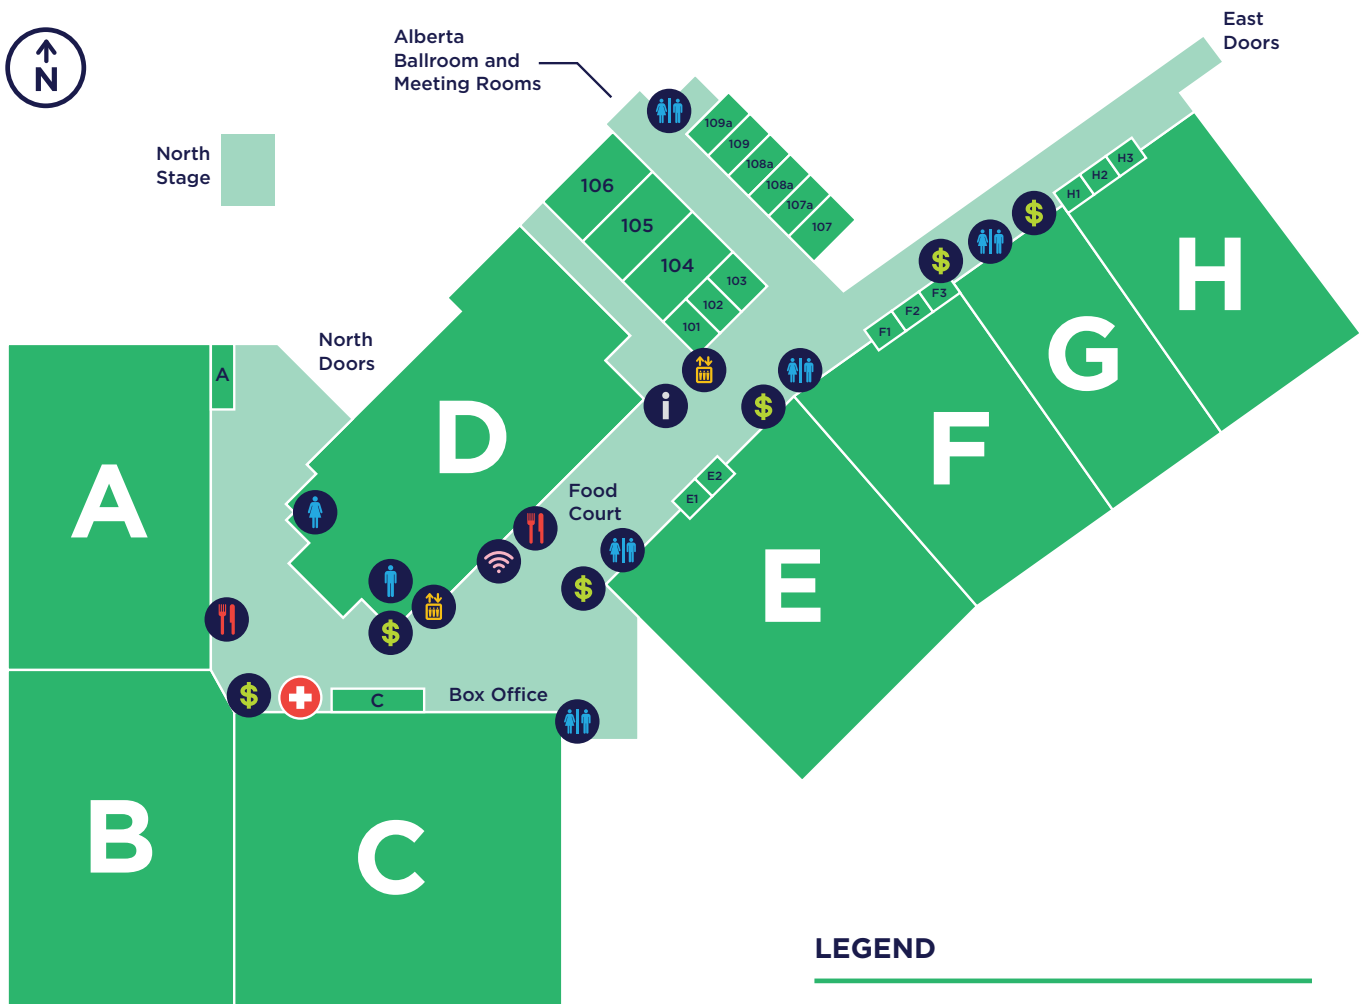 East
Doors
Alberta
Ballroom and
Meeting Rooms
N
North
Stage
109a
109
108a
108a
107a
107
106
105
104
103
102
101
H3
H2
H1
$
$
F3
F2
F1
H
G
F
North
Doors
A
A
D
i
$
E2
E1
Food
Court
E
$
$
$
C
Box Office
B
C
LEGEND